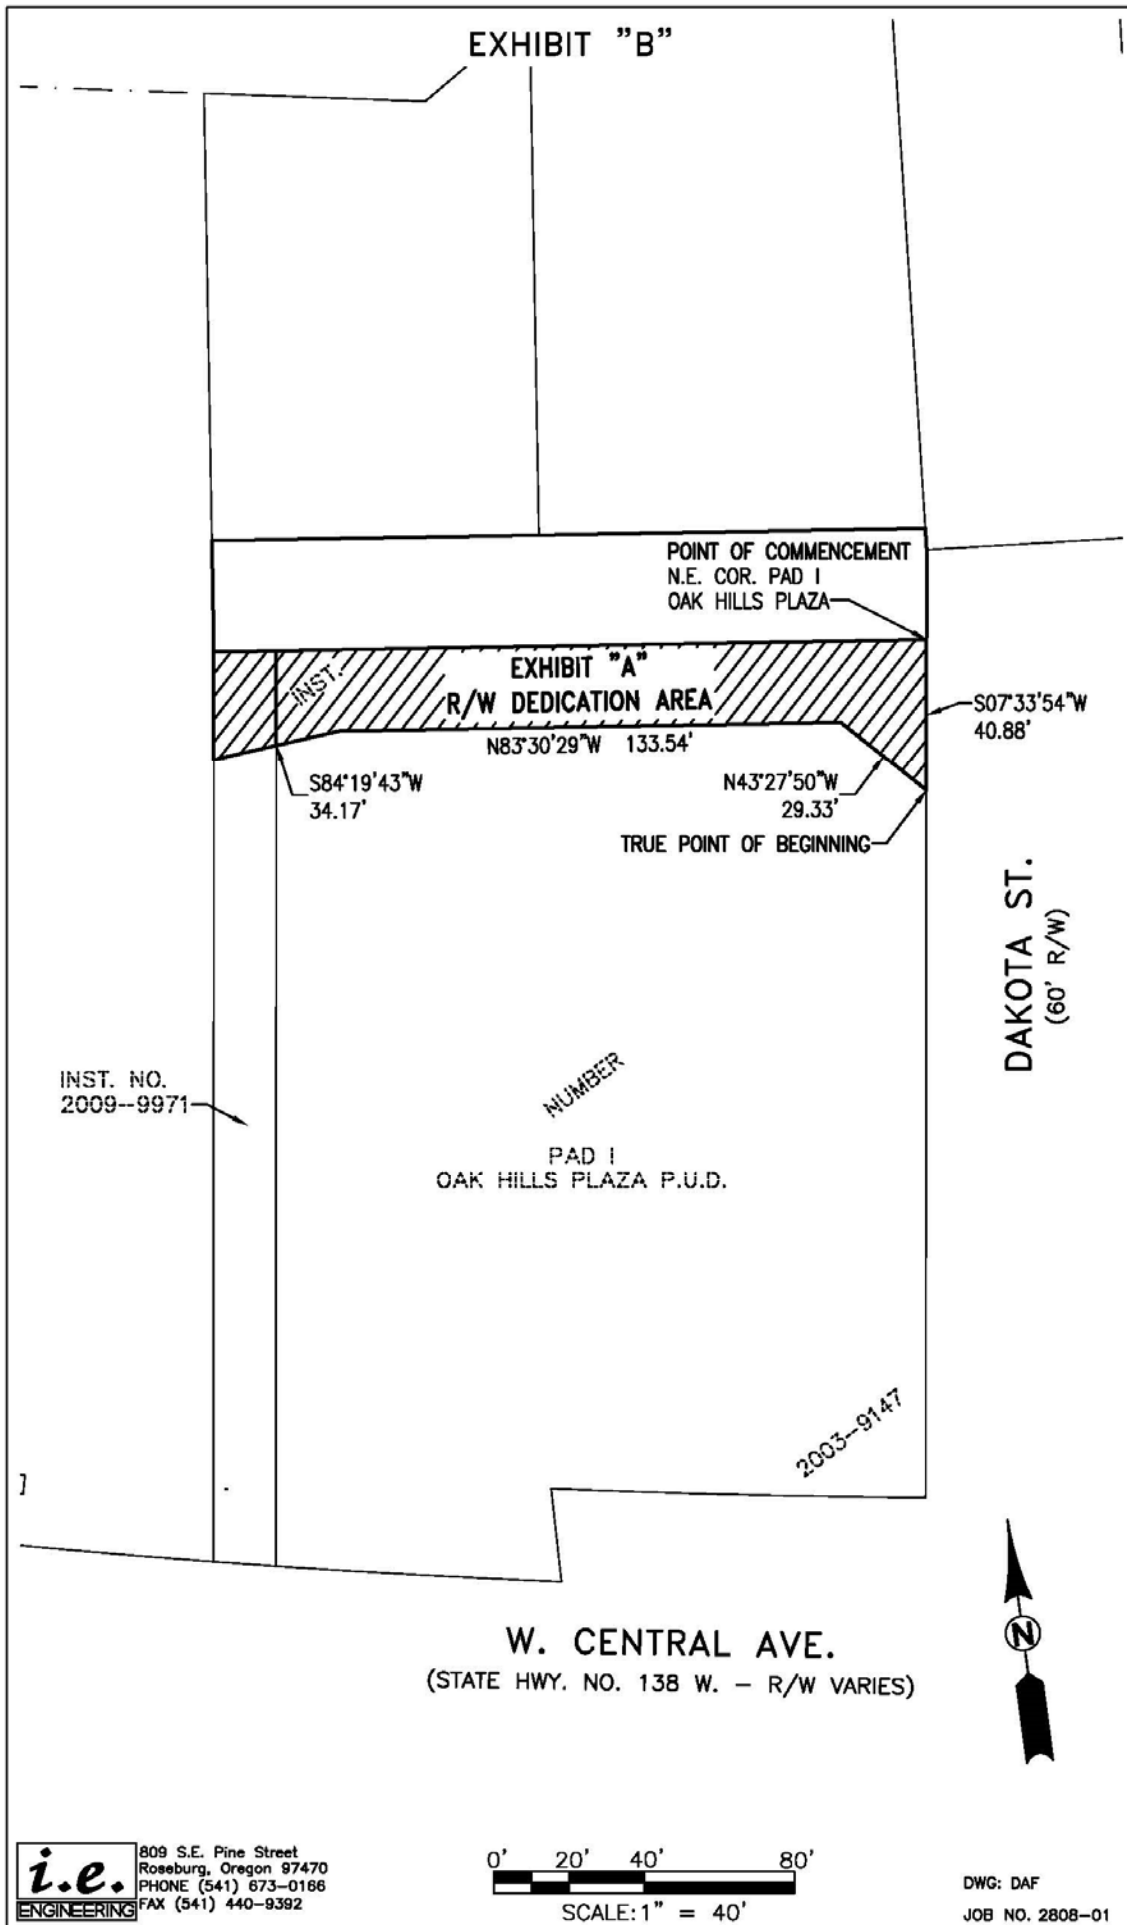 EXHIBIT "B"
POINT OF COMMENCEMENT
N.E. COR. PAD I
OAK HILLS PLAZA
EXHIBIT "A"
R/W DEDICATION AREA
INST.
S07°33'54"W
40.88'
N83°30'29"W 133.54'
S84°19'43"W
34.17'
N43°27'50"W
29.33'
TRUE POINT OF BEGINNING
DAKOTA ST.
(60' R/W)
INST. NO.
2009--9971
NUMBER
PAD I
OAK HILLS PLAZA P.U.D.
2003--9147
W. CENTRAL AVE.
(STATE HWY. NO. 138 W. – R/W VARIES)
N
i.e.
ENGINEERING
809 S.E. Pine Street
Roseburg, Oregon 97470
PHONE (541) 673–0166
FAX (541) 440–9392
0' 20' 40' 80'
SCALE: 1" = 40'
DWG: DAF
JOB NO. 2808–01